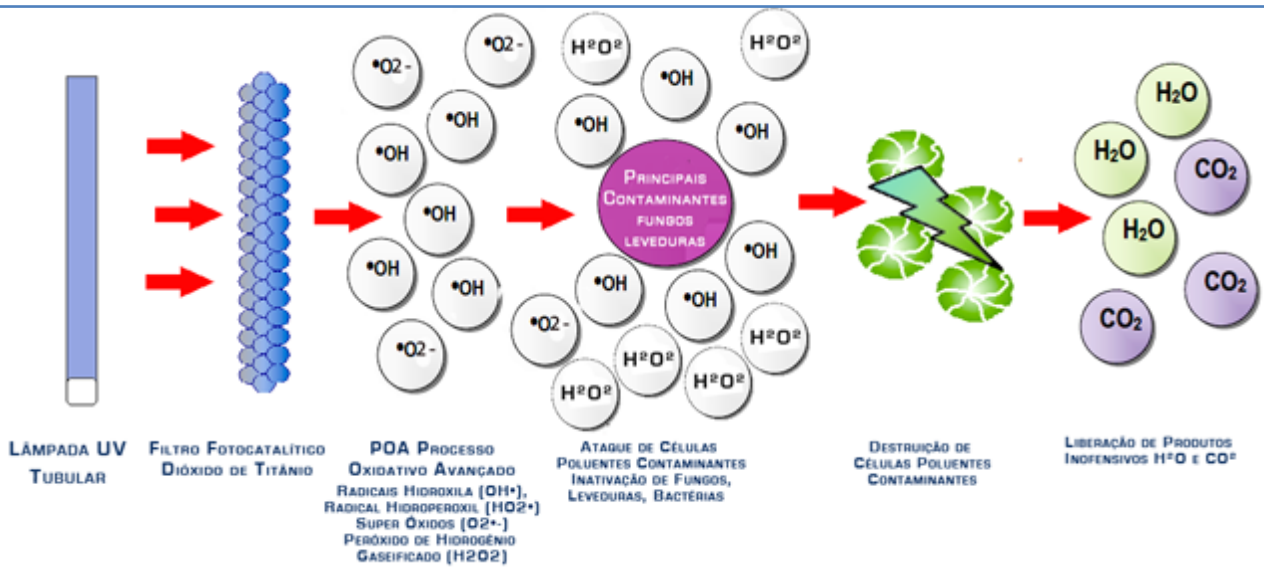 •O2-
•O2-
•OH
•OH
•OH
•OH
•OH
•O2-
H²O²
H²O²
•OH
•OH
•OH
PRINCIPAIS
CONTAMINANTES
FUNGOS
LEVEDURAS
•OH
•OH
•OH
•O2-
H²O²
H²O²
H²O²
H²O²
H₂O
H₂O
CO₂
H₂O
CO₂
CO₂
LÂMPADA UV
TUBULAR
FILTRO FOTOCATALÍTICO
DIÓXIDO DE TITÂNIO
POA PROCESSO
OXIDATIVO AVANÇADO
RADICAIS HIDROXILA (OH•),
RADICAL HIDROPEROXIL (HO2•)
SUPER ÓXIDOS (O2•-)
PERÓXIDO DE HIDROGÊNIO
GASEIFICADO (H2O2)
ATAQUE DE CÉLULAS
POLUENTES CONTAMINANTES
INATIVAÇÃO DE FUNGOS,
LEVEDURAS, BACTÉRIAS
DESTRUIÇÃO DE
CÉLULAS POLUENTES
CONTAMINANTES
LIBERAÇÃO DE PRODUTOS
INOFENSIVOS H²O E CO²